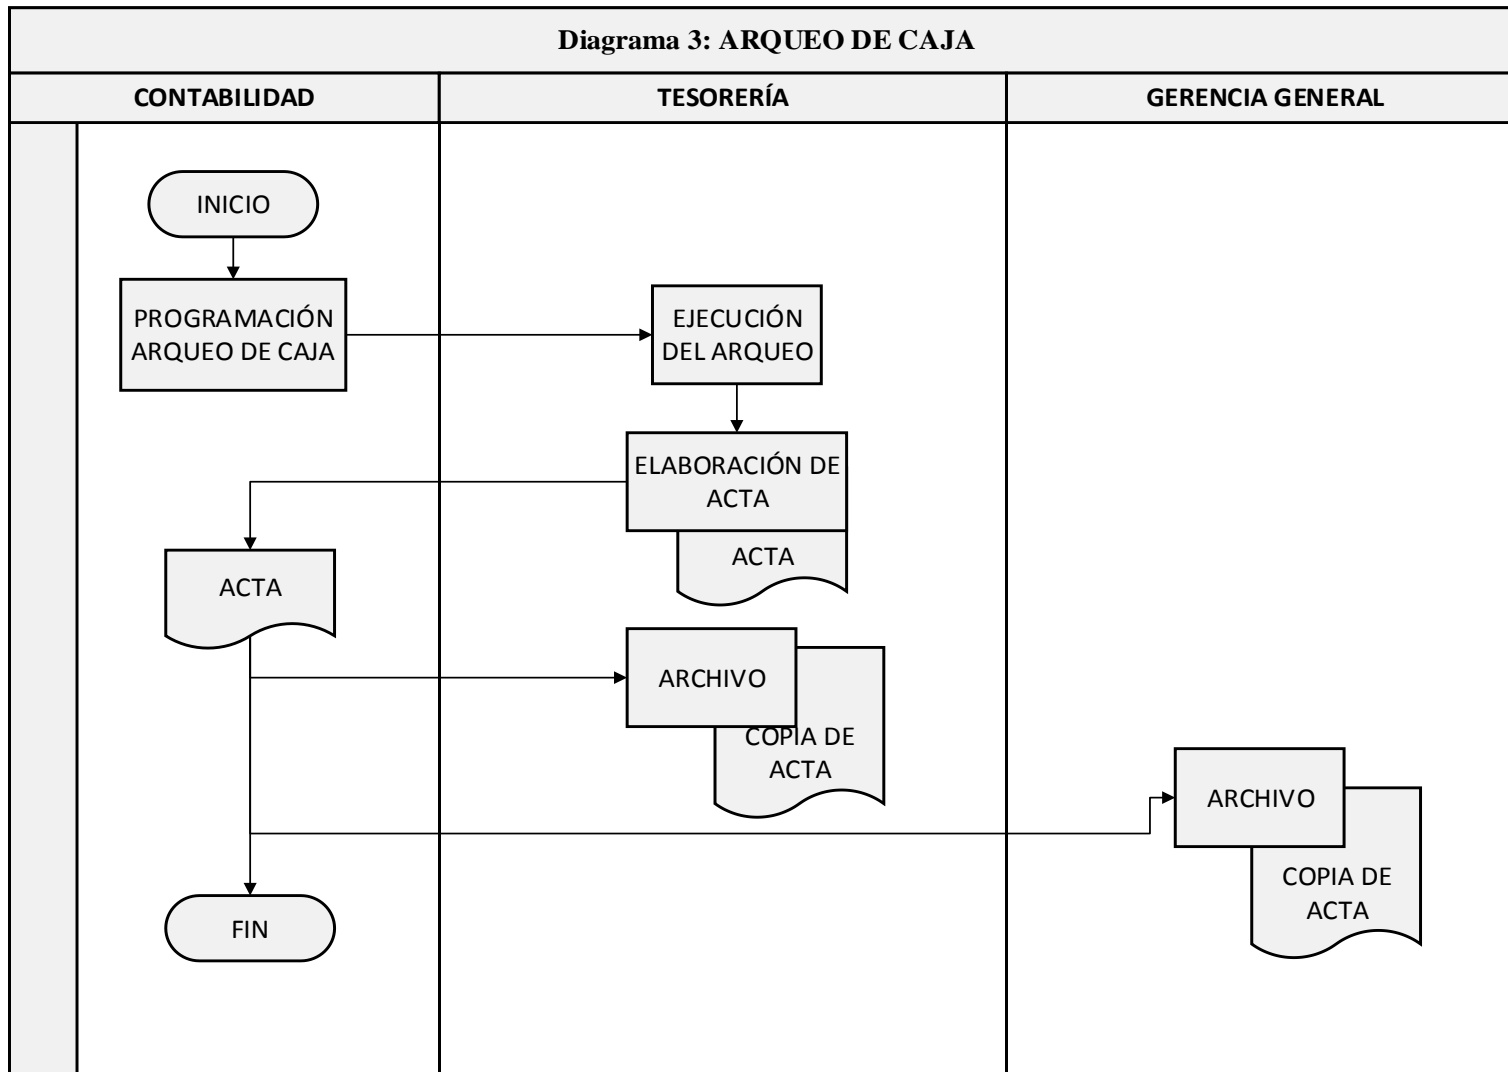 Diagrama 3: ARQUEO DE CAJA
CONTABILIDAD
TESORERÍA
GERENCIA GENERAL
INICIO
PROGRAMACIÓN
ARQUEO DE CAJA
EJECUCIÓN
DEL ARQUEO
ELABORACIÓN DE
ACTA
ACTA
ACTA
ARCHIVO
COPIA DE
ACTA
ARCHIVO
COPIA DE
ACTA
FIN